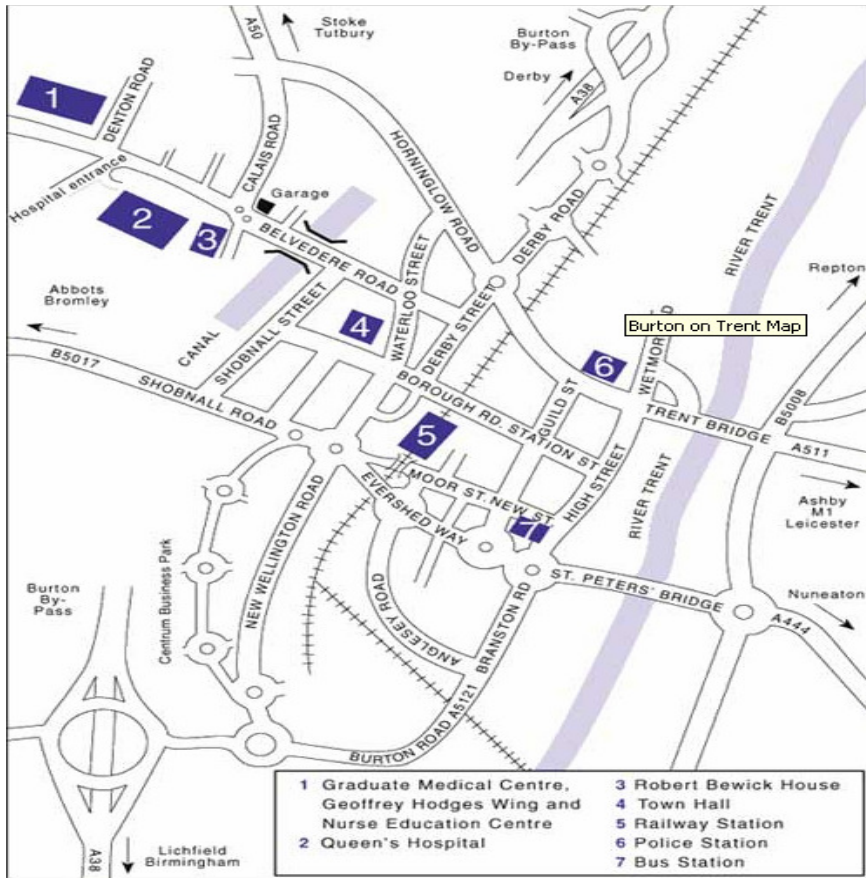 Stoke
Tutbury
A50
Burton
By-Pass
Derby
A38
1
DENTON ROAD
Hospital entrance
CALAIS ROAD
Garage
HORNINGLOW ROAD
DERBY ROAD
RIVER TRENT
2
3
BELVEDERE ROAD
Abbots
Bromley
Repton
CANAL
SHOBNALL STREET
4
WATERLOO STREET
DERBY STREET
Burton on Trent Map
B5017
SHOBNALL ROAD
6
BOROUGH RD. STATION ST
GUILD ST
TRENT BRIDGE
B5008
A511
5
MOOR ST. NEW ST.
HIGH STREET
RIVER TRENT
Ashby
M1
Leicester
EVERSHED WAY
7
NEW WELLINGTON ROAD
Centrum Business Park
Burton
By-
Pass
ANGLESEY ROAD
BRANSTON RD
ST. PETERS' BRIDGE
Nuneaton
A444
BURTON ROAD A5121
A38
Lichfield
Birmingham
1 Graduate Medical Centre,
Geoffrey Hodges Wing and
Nurse Education Centre
2 Queen's Hospital
3 Robert Bewick House
4 Town Hall
5 Railway Station
6 Police Station
7 Bus Station